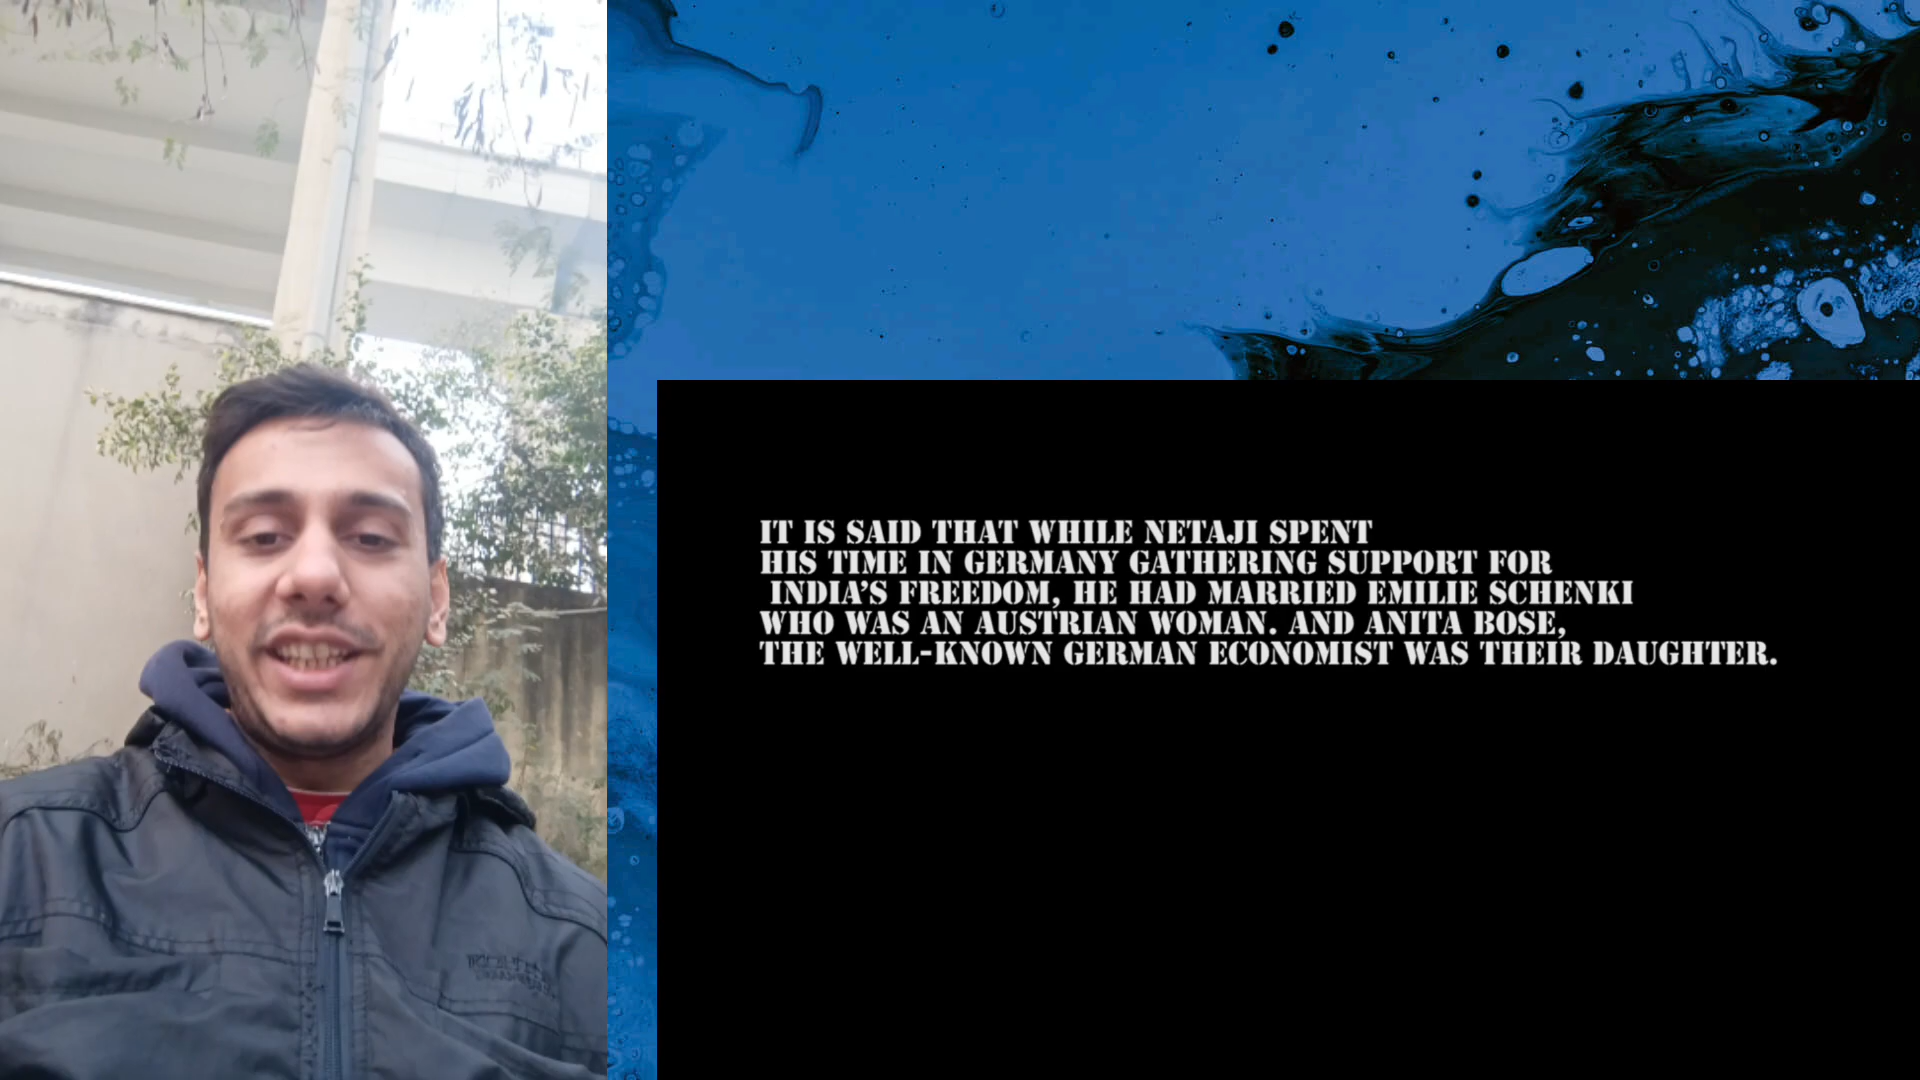 IT IS SAID THAT WHILE NETAJI SPENT
HIS TIME IN GERMANY GATHERING SUPPORT FOR
INDIA'S FREEDOM, HE HAD MARRIED EMILIE SCHENKI
WHO WAS AN AUSTRIAN WOMAN. AND ANITA BOSE,
THE WELL-KNOWN GERMAN ECONOMIST WAS THEIR DAUGHTER.